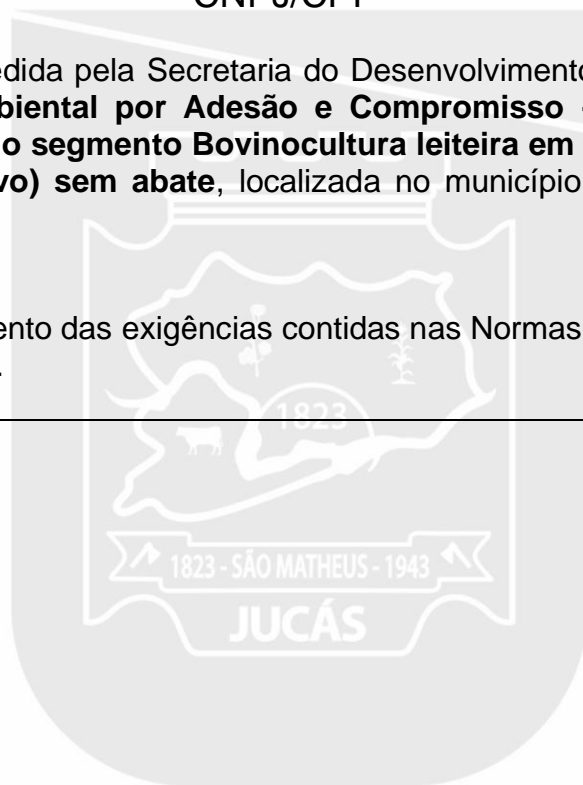 CNPJ/CPF
edida pela Secretaria do Desenvolvimento
biental por Adesão e Compromisso -
o segmento Bovinocultura leiteira em
vo) sem abate, localizada no município
ento das exigências contidas nas Normas
.
1823
1823 - SÃO MATHEUS - 1943
JUCÁS